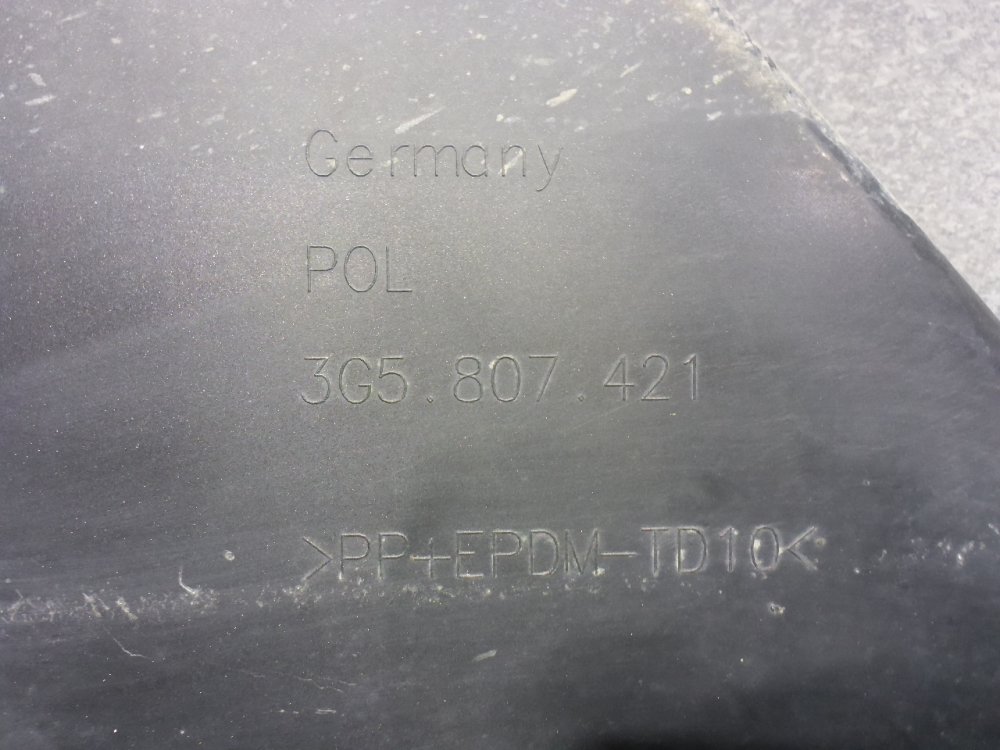 Germany
POL
3G5.807.421
>PP+EPDM-TD10<